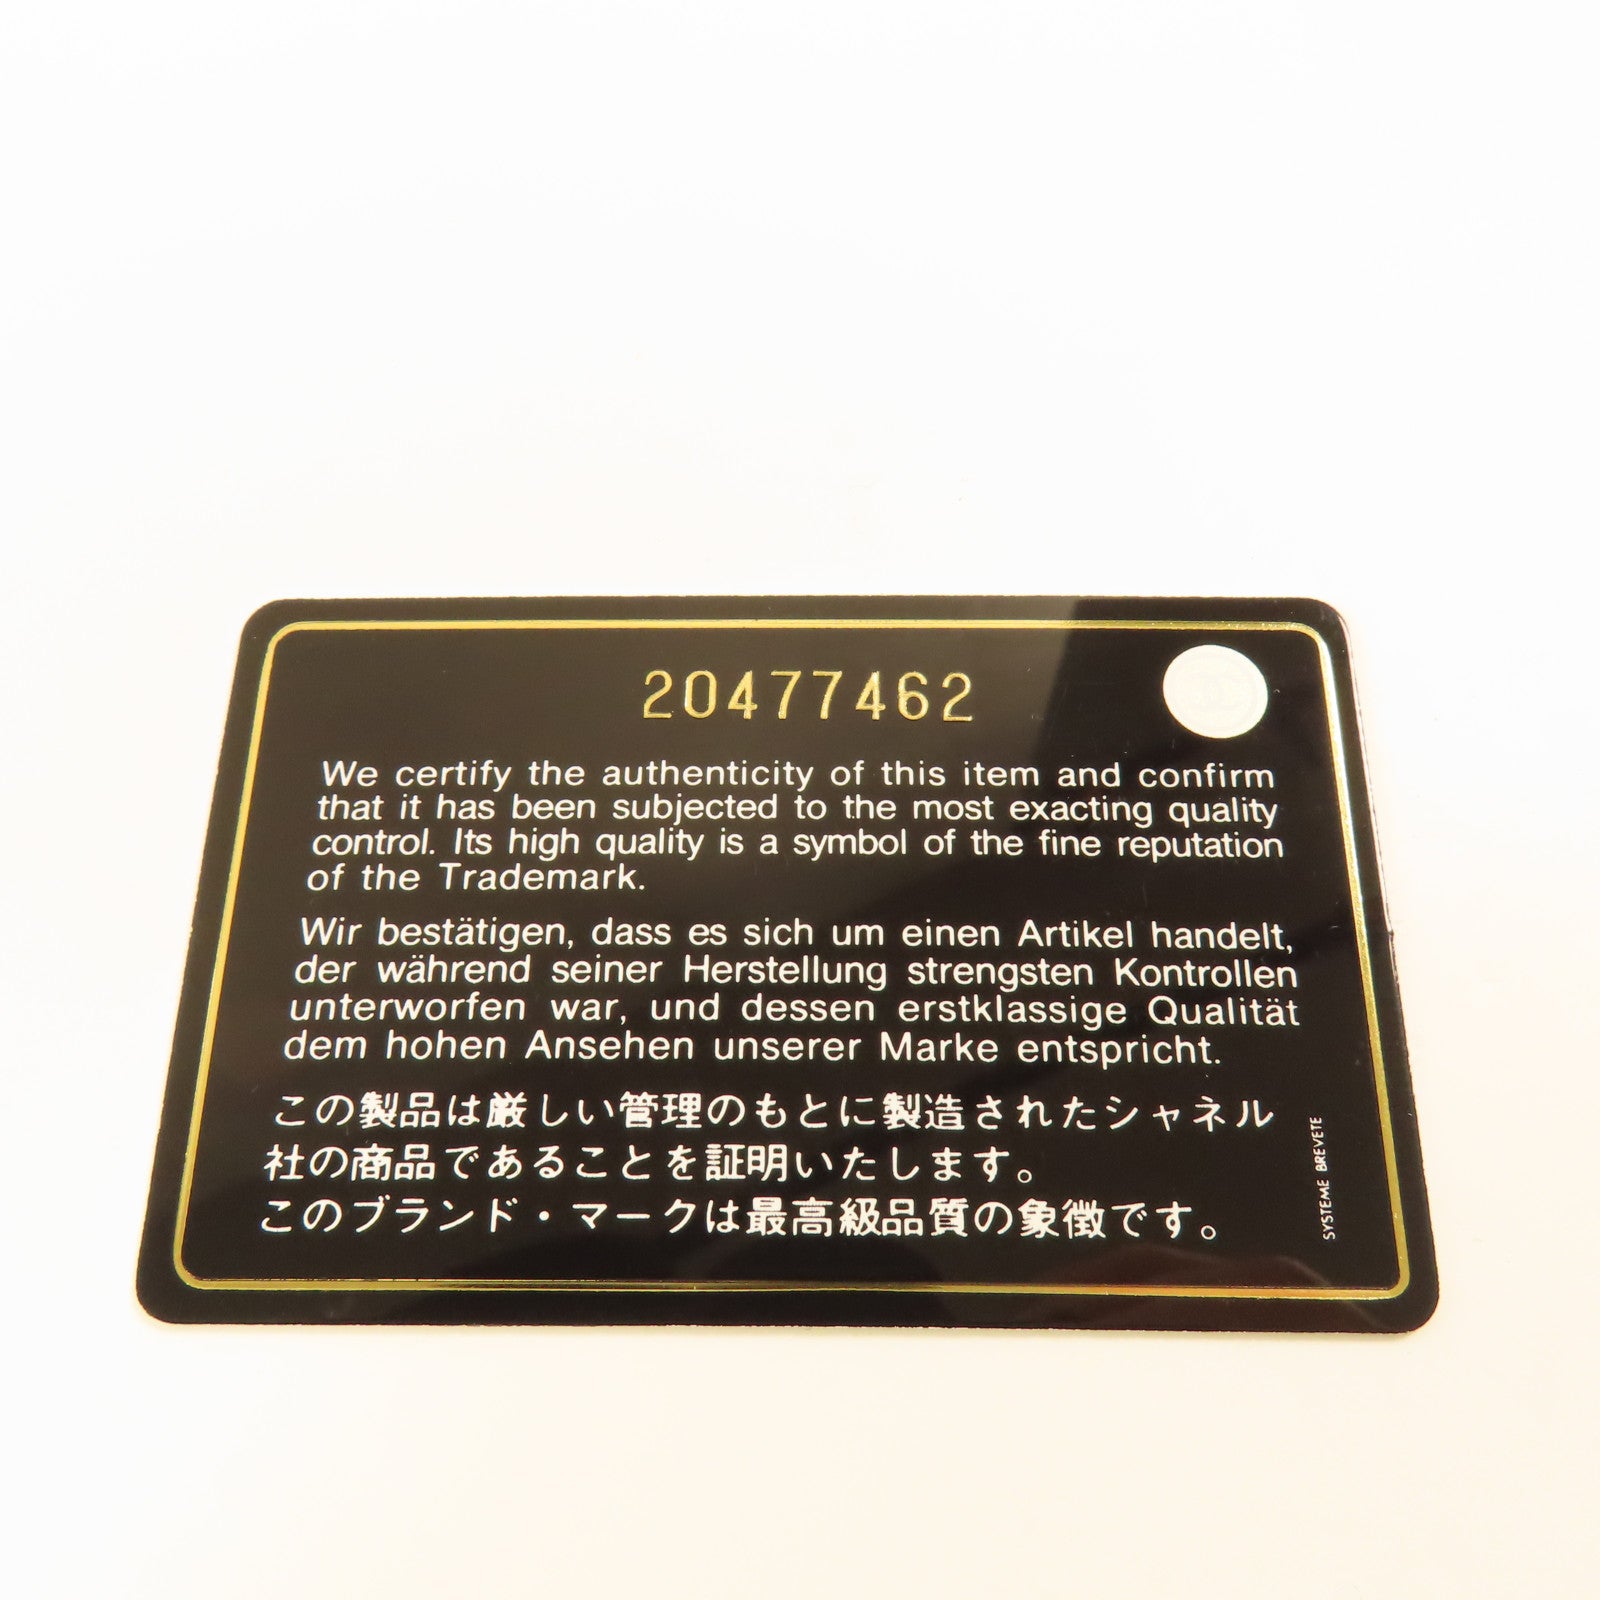 20477462
We certify the authenticity of this item and confirm
that it has been subjected to the most exacting quality
control. Its high quality is a symbol of the fine reputation
of the Trademark.
Wir bestätigen, dass es sich um einen Artikel handelt,
der während seiner Herstellung strengsten Kontrollen
unterworfen war, und dessen erstklassige Qualität
dem hohen Ansehen unserer Marke entspricht.
この製品は厳しい管理のもとに製造されたシャネル
社の商品であることを証明いたします。
このブランド・マークは最高級品質の象徴です。
SYSTEME BREVETE